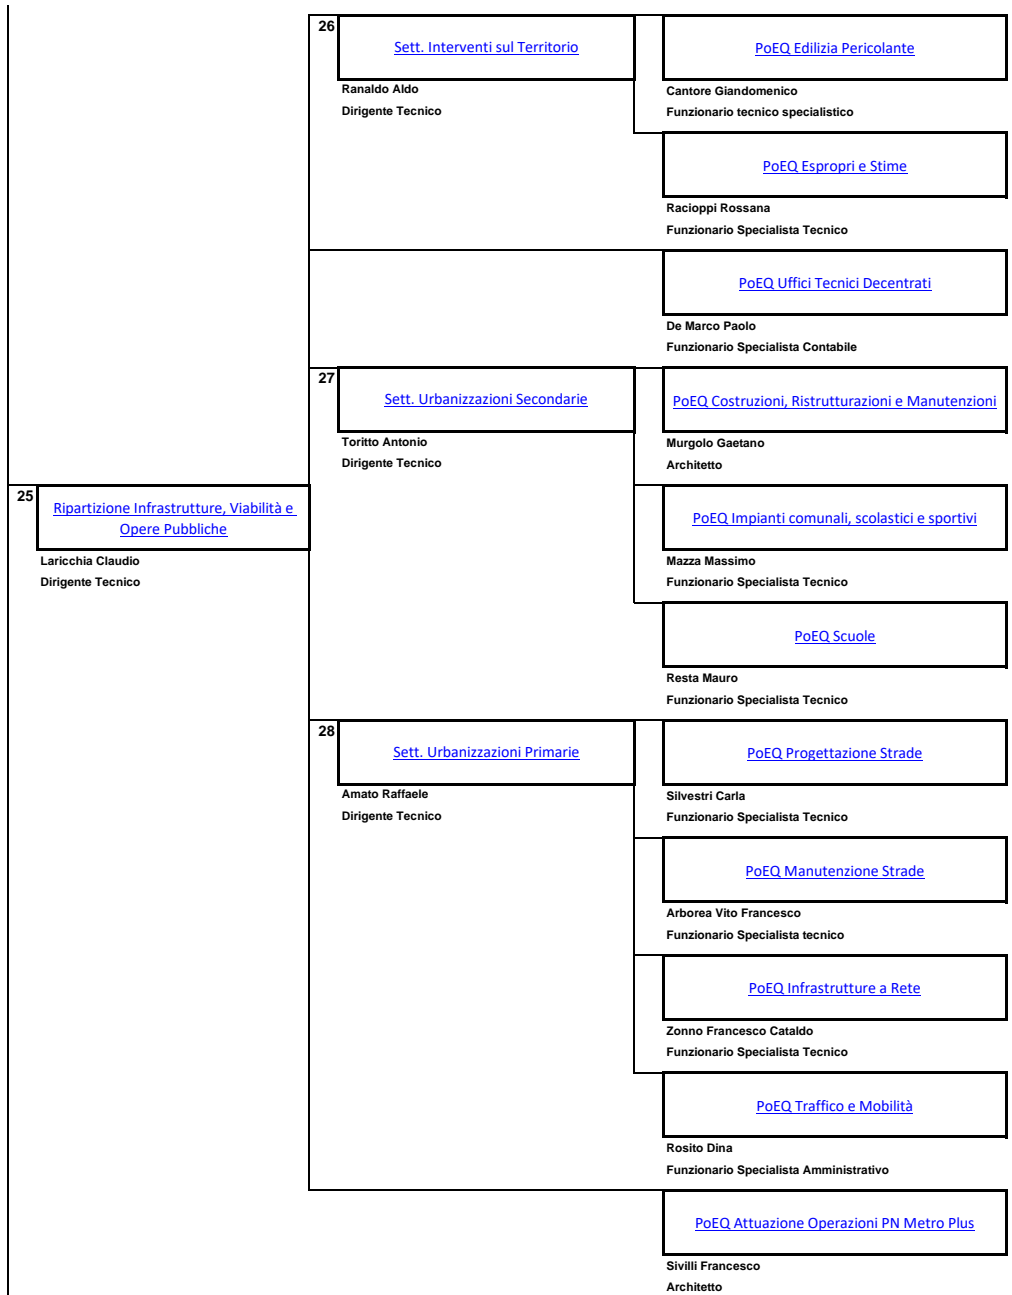 26
Sett. Interventi sul Territorio
Ranaldo Aldo
Dirigente Tecnico
PoEQ Edilizia Pericolante
Cantore Giandomenico
Funzionario tecnico specialistico
PoEQ Espropri e Stime
Racioppi Rossana
Funzionario Specialista Tecnico
PoEQ Uffici Tecnici Decentrati
De Marco Paolo
Funzionario Specialista Contabile
27
Sett. Urbanizzazioni Secondarie
Toritto Antonio
Dirigente Tecnico
PoEQ Costruzioni, Ristrutturazioni e Manutenzioni
Murgolo Gaetano
Architetto
25
Ripartizione Infrastrutture, Viabilità e
Opere Pubbliche
Laricchia Claudio
Dirigente Tecnico
PoEQ Impianti comunali, scolastici e sportivi
Mazza Massimo
Funzionario Specialista Tecnico
PoEQ Scuole
Resta Mauro
Funzionario Specialista Tecnico
28
Sett. Urbanizzazioni Primarie
Amato Raffaele
Dirigente Tecnico
PoEQ Progettazione Strade
Silvestri Carla
Funzionario Specialista Tecnico
PoEQ Manutenzione Strade
Arborea Vito Francesco
Funzionario Specialista tecnico
PoEQ Infrastrutture a Rete
Zonno Francesco Cataldo
Funzionario Specialista Tecnico
PoEQ Traffico e Mobilità
Rosito Dina
Funzionario Specialista Amministrativo
PoEQ Attuazione Operazioni PN Metro Plus
Sivilli Francesco
Architetto